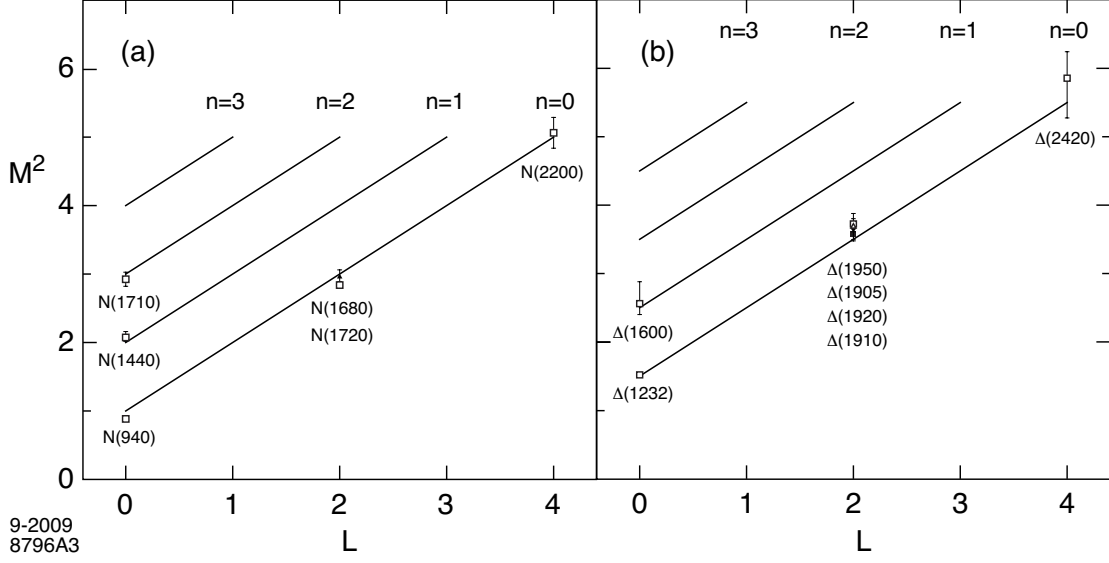 (a)
n=3 n=2 n=1 n=0
6
4
2
0
M²
N(2200)
N(1710)
N(1680)
N(1720)
N(1440)
N(940)
0 1 2 3 4
L
(b)
n=3 n=2 n=1 n=0
Δ(2420)
Δ(1950)
Δ(1905)
Δ(1920)
Δ(1910)
Δ(1600)
Δ(1232)
0 1 2 3 4
L
9-2009
8796A3